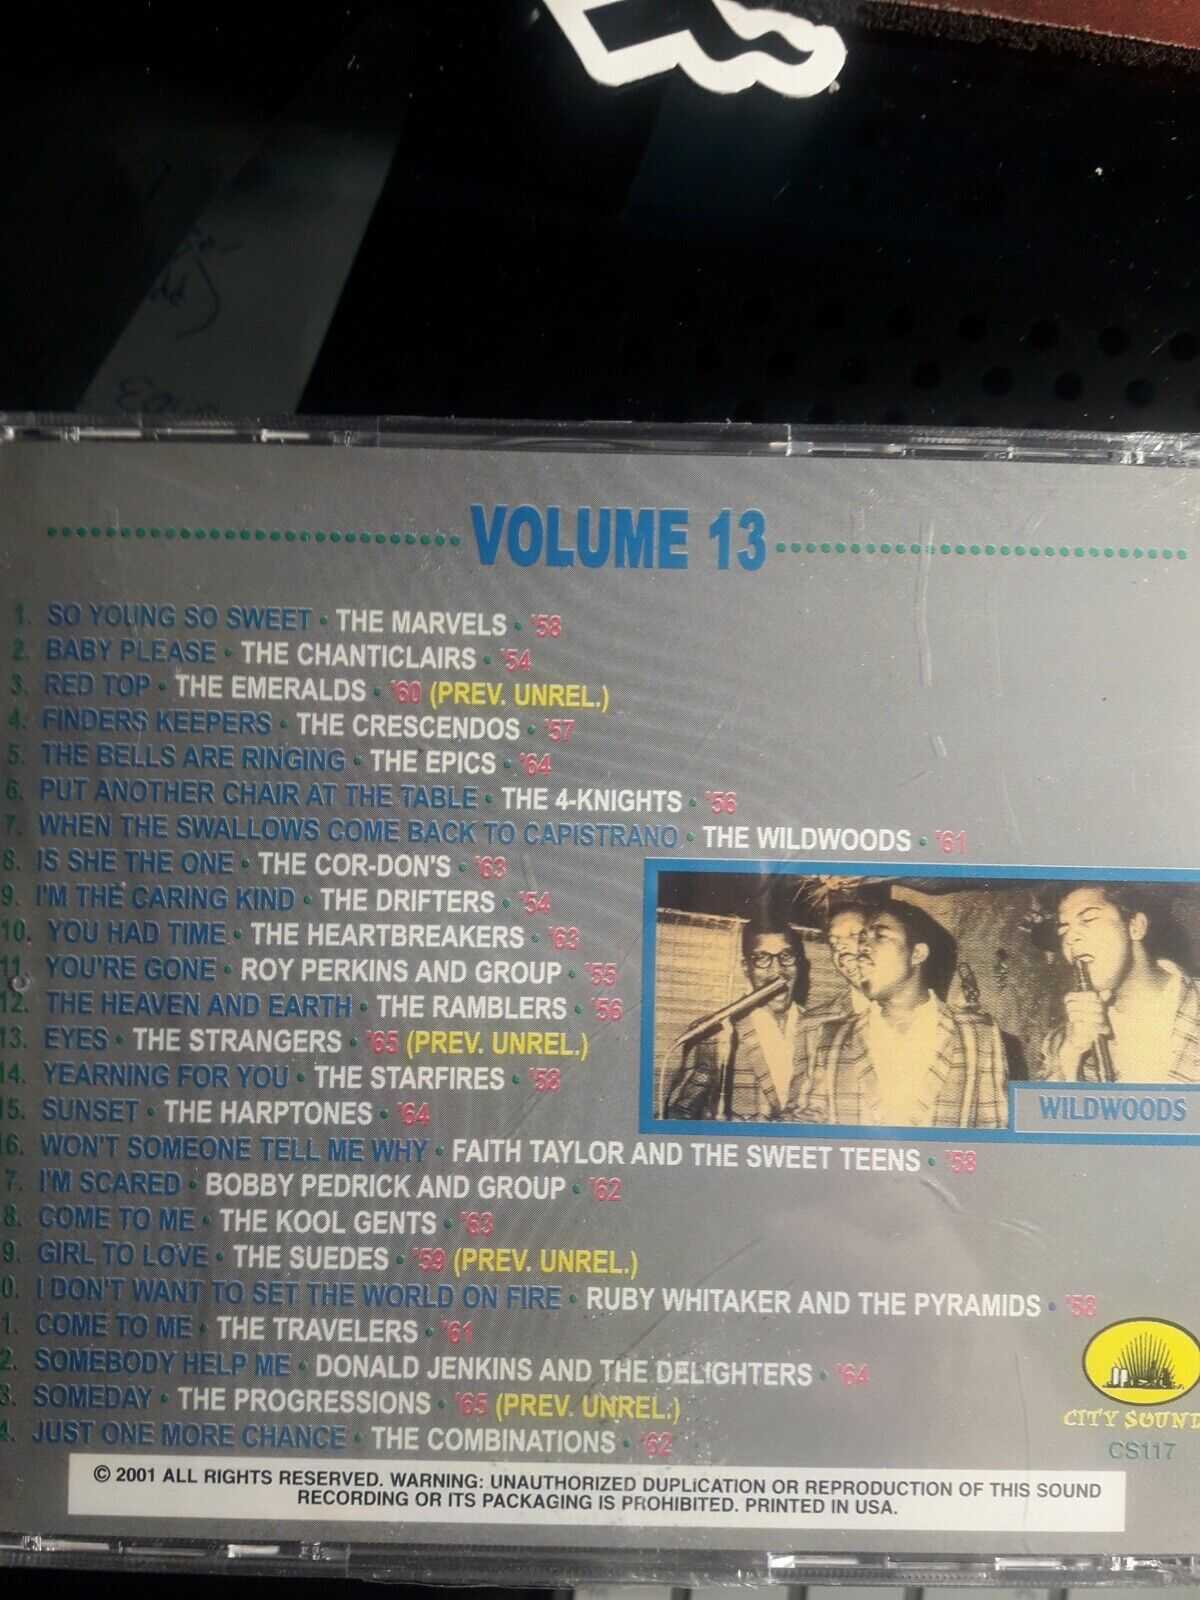 VOLUME 13
1. SO YOUNG SO SWEET • THE MARVELS • '58
2. BABY PLEASE • THE CHANTICLAIRS • '54
3. RED TOP • THE EMERALDS • '60 (PREV. UNREL.)
4. FINDERS KEEPERS • THE CRESCENDOS • '57
5. THE BELLS ARE RINGING • THE EPICS • '64
6. PUT ANOTHER CHAIR AT THE TABLE • THE 4-KNIGHTS • '56
7. WHEN THE SWALLOWS COME BACK TO CAPISTRANO • THE WILDWOODS • '61
8. IS SHE THE ONE • THE COR-DON'S • '63
9. I'M THE CARING KIND • THE DRIFTERS • '54
10. YOU HAD TIME • THE HEARTBREAKERS • '63
11. YOU'RE GONE • ROY PERKINS AND GROUP • '55
12. THE HEAVEN AND EARTH • THE RAMBLERS • '56
13. EYES • THE STRANGERS • '65 (PREV. UNREL.)
14. YEARNING FOR YOU • THE STARFIRES • '58
15. SUNSET • THE HARPTONES • '64
16. WON'T SOMEONE TELL ME WHY • FAITH TAYLOR AND THE SWEET TEENS • '58
7. I'M SCARED • BOBBY PEDRICK AND GROUP • '62
8. COME TO ME • THE KOOL GENTS • '63
9. GIRL TO LOVE • THE SUEDES • '59 (PREV. UNREL.)
0. I DON'T WANT TO SET THE WORLD ON FIRE • RUBY WHITAKER AND THE PYRAMIDS • '58
1. COME TO ME • THE TRAVELERS • '61
2. SOMEBODY HELP ME • DONALD JENKINS AND THE DELIGHTERS • '64
3. SOMEDAY • THE PROGRESSIONS • '65 (PREV. UNREL.)
4. JUST ONE MORE CHANCE • THE COMBINATIONS • '62
WILDWOODS
CITY SOUND
CS117
© 2001 ALL RIGHTS RESERVED. WARNING: UNAUTHORIZED DUPLICATION OR REPRODUCTION OF THIS SOUND
RECORDING OR ITS PACKAGING IS PROHIBITED. PRINTED IN USA.